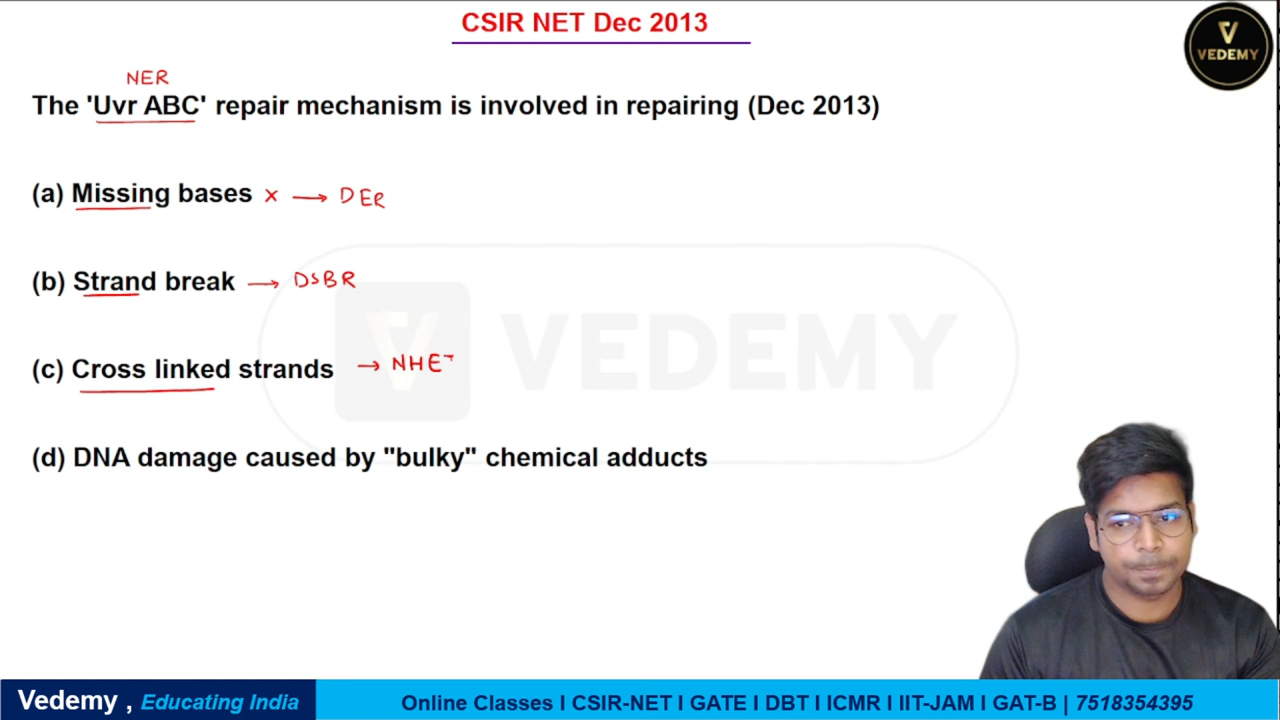 CSIR NET Dec 2013
VEDEMY
NER
The 'Uvr ABC' repair mechanism is involved in repairing (Dec 2013)
(a) Missing bases x → DER
(b) Strand break → DSBR
(c) Cross linked strands → NHE
VEDEMY
(d) DNA damage caused by "bulky" chemical adducts
Vedemy , Educating India
Online Classes I CSIR-NET I GATE I DBT I ICMR I IIT-JAM I GAT-B | 7518354395